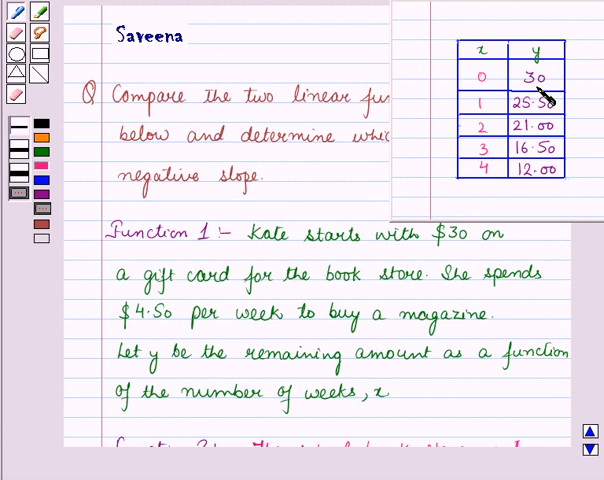 Saveena
Q Compare the two linear
below and determine
negative slope.
Function 1:- Kate starts with $30 on
a gift card for the book store. She spends
$4.50 per week to buy a magazine.
Let y be the remaining amount as a function
of the number of weeks, x
x y
0 30
1 25.50
2 21.00
3 16.50
4 12.00